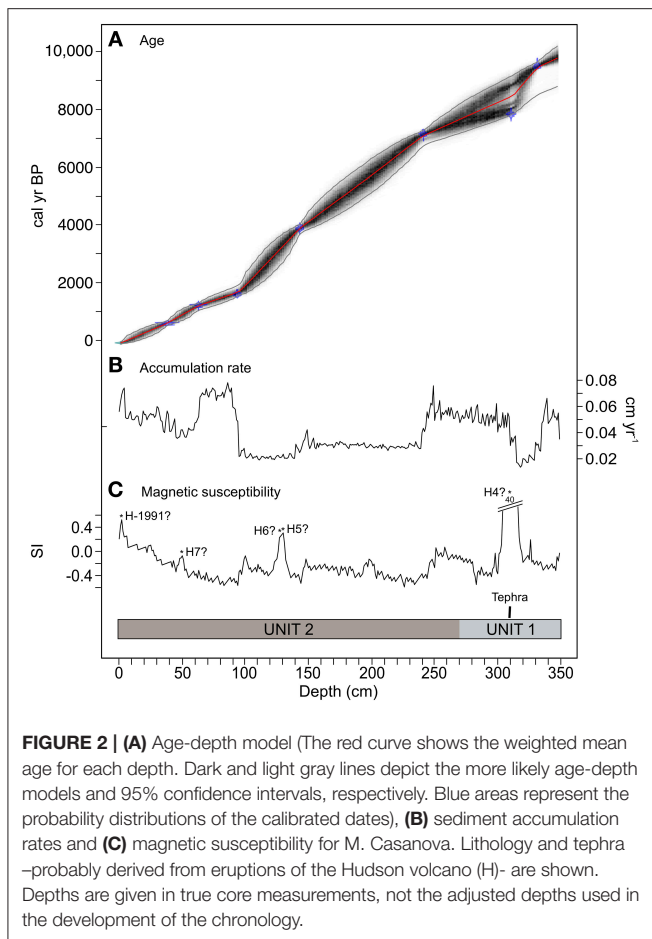 A Age
10,000
8000
6000
4000
2000
0
cal yr BP
B Accumulation rate
0.08
0.06
0.04
0.02
cm yr-1
C Magnetic susceptibility
H4? *
40
* H-1991?
H6? ** H5?
* H7?
0.4
0.0
-0.4
SI
Tephra
UNIT 2 UNIT 1
0 50 100 150 200 250 300 350
Depth (cm)
FIGURE 2 | (A) Age-depth model (The red curve shows the weighted mean
age for each depth. Dark and light gray lines depict the more likely age-depth
models and 95% confidence intervals, respectively. Blue areas represent the
probability distributions of the calibrated dates), (B) sediment accumulation
rates and (C) magnetic susceptibility for M. Casanova. Lithology and tephra
–probably derived from eruptions of the Hudson volcano (H)- are shown.
Depths are given in true core measurements, not the adjusted depths used in
the development of the chronology.